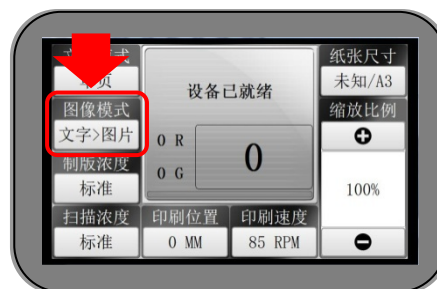 式
页
图像模式
文字>图片
制版浓度
标准
扫描浓度
标准
设备已就绪
0 R
0 G
0
印刷位置
0 MM
印刷速度
85 RPM
纸张尺寸
未知/A3
缩放比例
100%